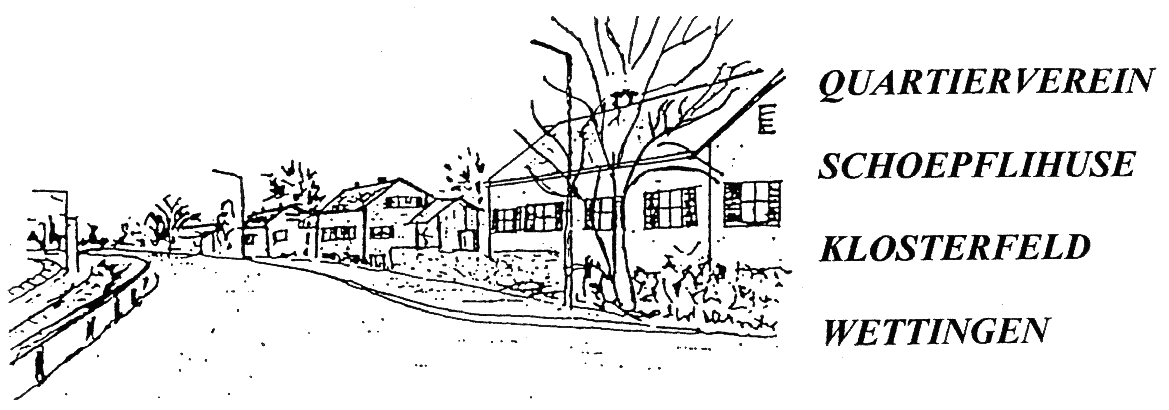 QUARTIERVEREIN
SCHOEPFLIHUSE
KLOSTERFELD
WETTINGEN